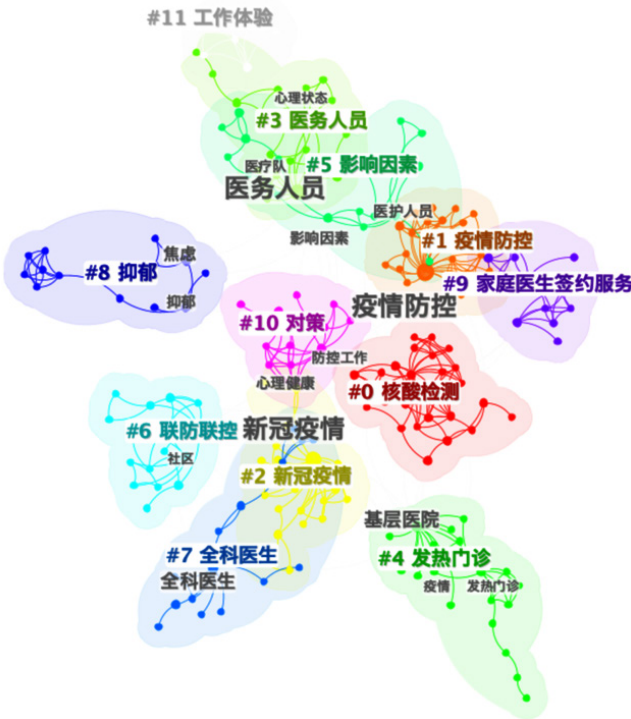 #11 工作体验
心理状态
#3 医务人员
医疗队
#5 影响因素
医务人员
医护人员
影响因素
#1 疫情防控
焦虑
#8 抑郁
#9 家庭医生签约服务
抑郁
疫情防控
#10 对策
防控工作
心理健康
#0 核酸检测
#6 联防联控
新冠疫情
社区
#2 新冠疫情
基层医院
#7 全科医生
#4 发热门诊
全科医生
疫情
发热门诊